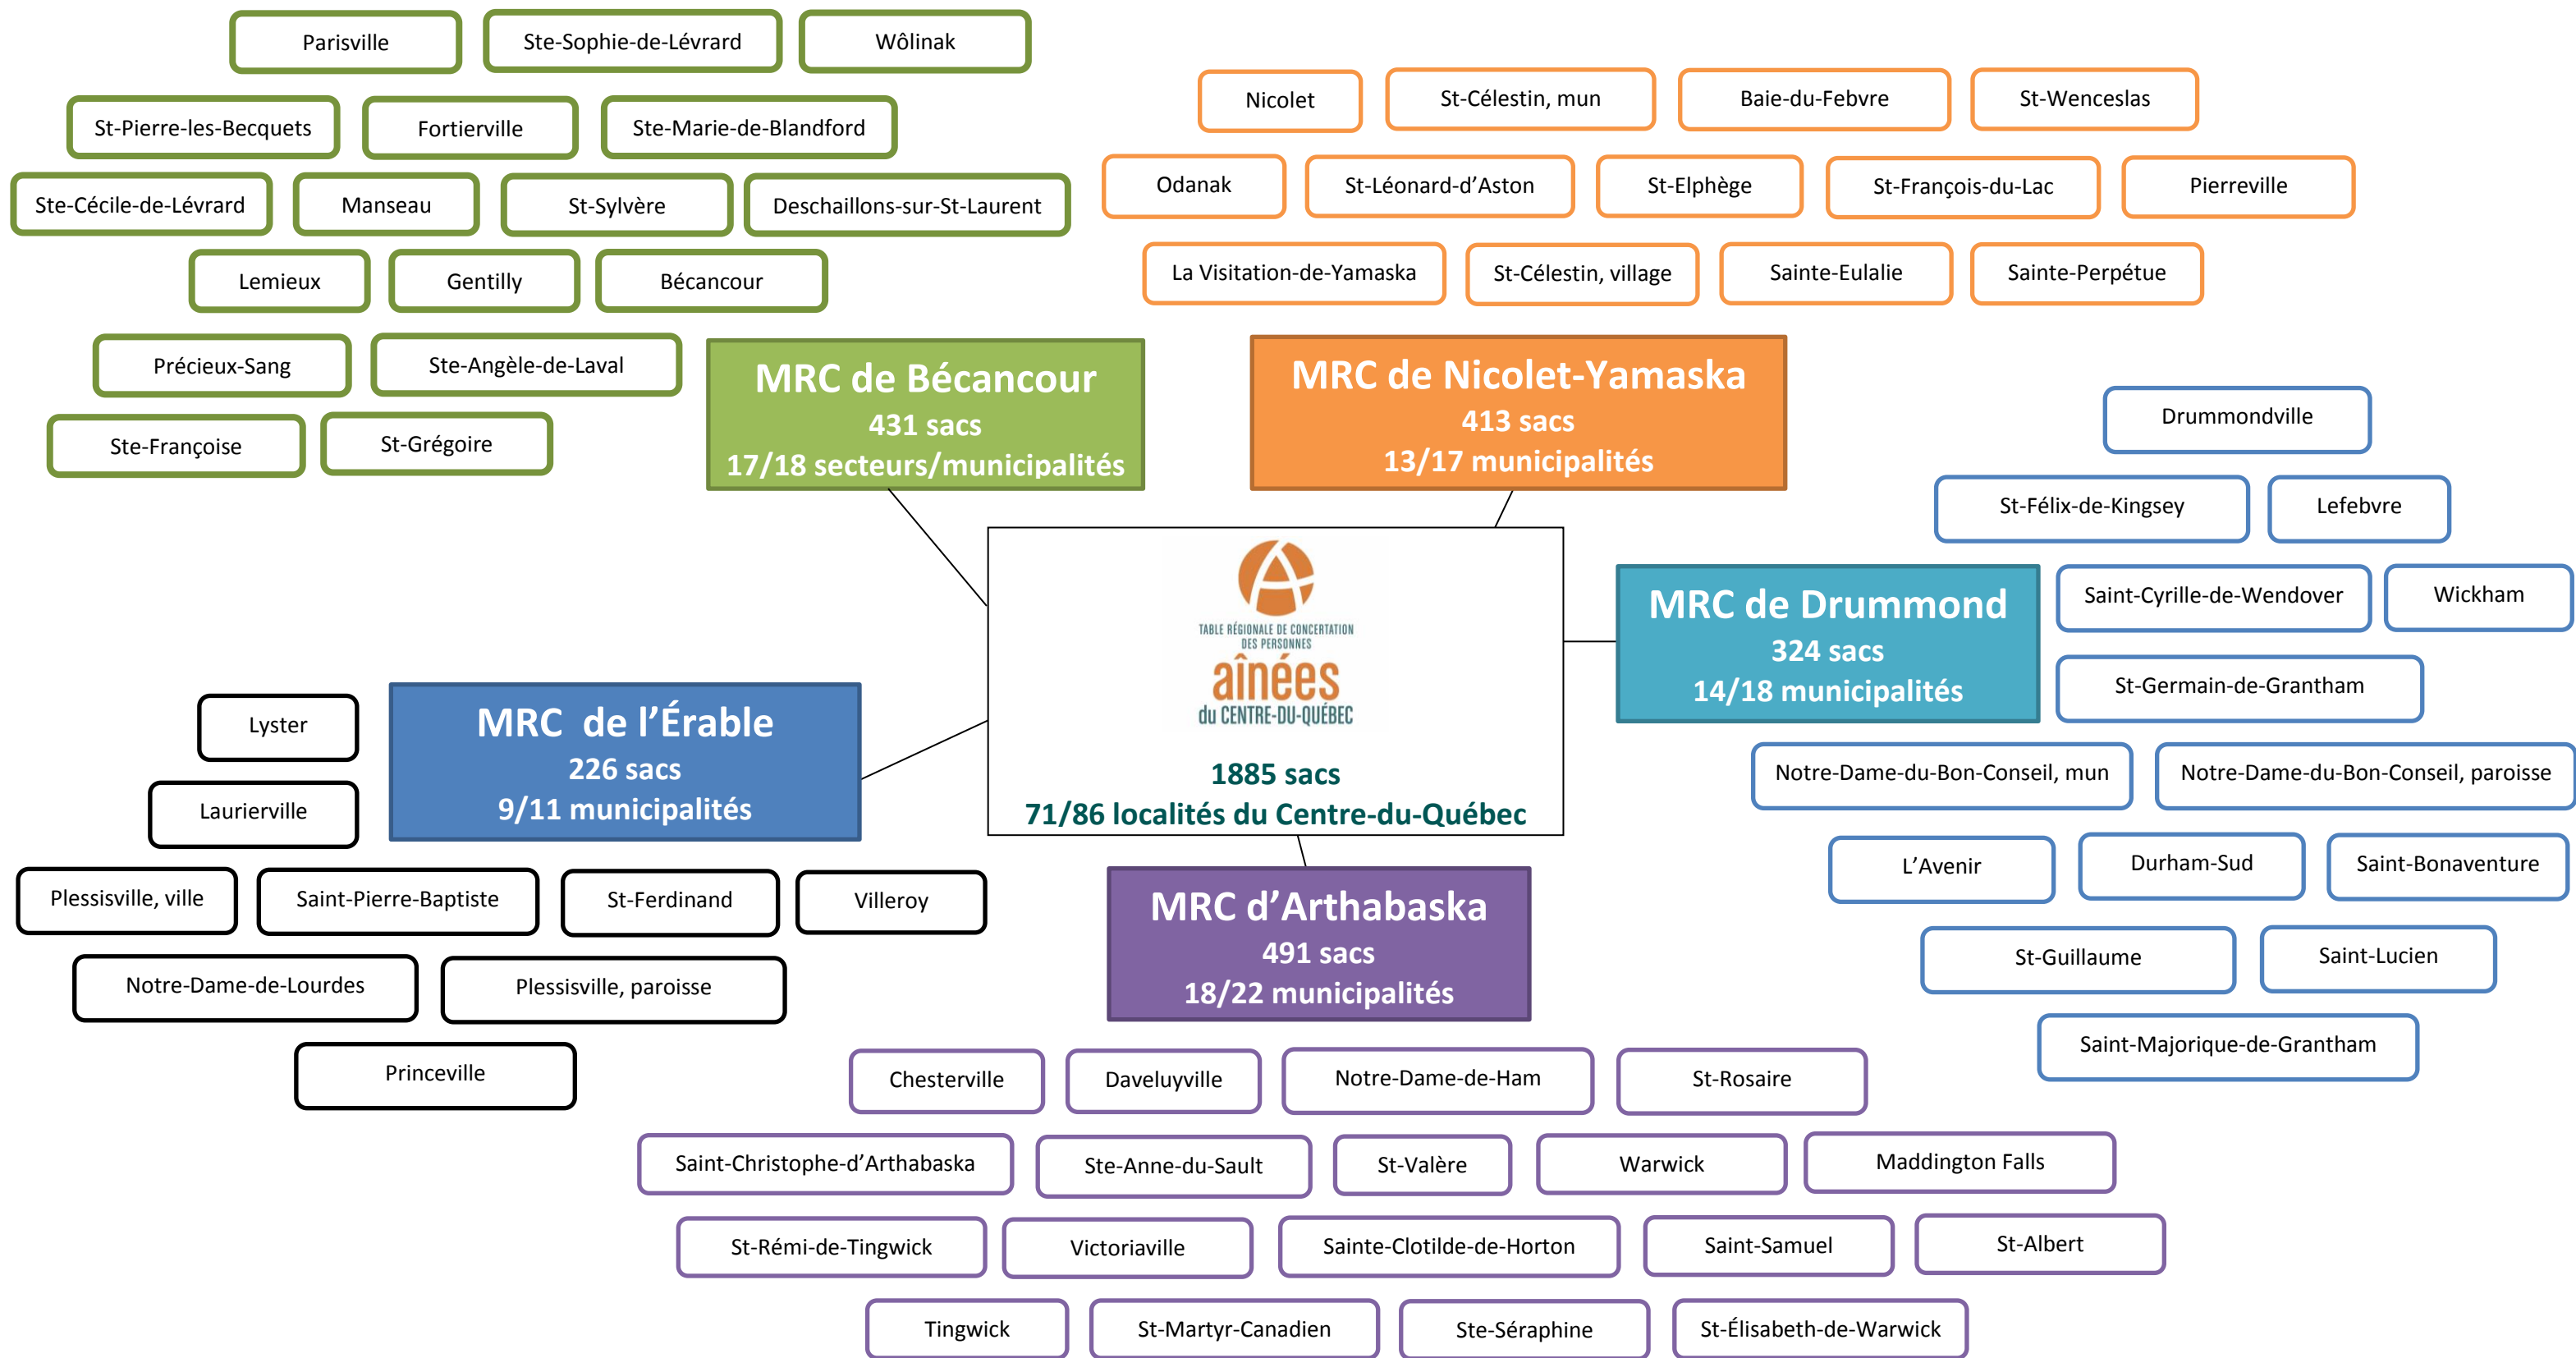 Parisville
Ste-Sophie-de-Lévrard
Wôlinak
St-Pierre-les-Becquets
Fortierville
Ste-Marie-de-Blandford
Ste-Cécile-de-Lévrard
Manseau
St-Sylvère
Deschaillons-sur-St-Laurent
Lemieux
Gentilly
Bécancour
Précieux-Sang
Ste-Angèle-de-Laval
Ste-Françoise
St-Grégoire
MRC de Bécancour
431 sacs
17/18 secteurs/municipalités
Nicolet
St-Célestin, mun
Baie-du-Febvre
St-Wenceslas
Odanak
St-Léonard-d’Aston
St-Elphège
St-François-du-Lac
Pierreville
La Visitation-de-Yamaska
St-Célestin, village
Sainte-Eulalie
Sainte-Perpétue
MRC de Nicolet-Yamaska
413 sacs
13/17 municipalités
Drummondville
St-Félix-de-Kingsey
Lefebvre
MRC de Drummond
324 sacs
14/18 municipalités
Saint-Cyrille-de-Wendover
Wickham
St-Germain-de-Grantham
Notre-Dame-du-Bon-Conseil, mun
Notre-Dame-du-Bon-Conseil, paroisse
L’Avenir
Durham-Sud
Saint-Bonaventure
St-Guillaume
Saint-Lucien
Saint-Majorique-de-Grantham
TABLE RÉGIONALE DE CONCERTATION
DES PERSONNES
aînées
du CENTRE-DU-QUÉBEC
1885 sacs
71/86 localités du Centre-du-Québec
MRC de l’Érable
226 sacs
9/11 municipalités
Lyster
Laurierville
Plessisville, ville
Saint-Pierre-Baptiste
St-Ferdinand
Villeroy
Notre-Dame-de-Lourdes
Plessisville, paroisse
Princeville
MRC d’Arthabaska
491 sacs
18/22 municipalités
Chesterville
Daveluyville
Notre-Dame-de-Ham
St-Rosaire
Saint-Christophe-d’Arthabaska
Ste-Anne-du-Sault
St-Valère
Warwick
Maddington Falls
St-Rémi-de-Tingwick
Victoriaville
Sainte-Clotilde-de-Horton
Saint-Samuel
St-Albert
Tingwick
St-Martyr-Canadien
Ste-Séraphine
St-Élisabeth-de-Warwick